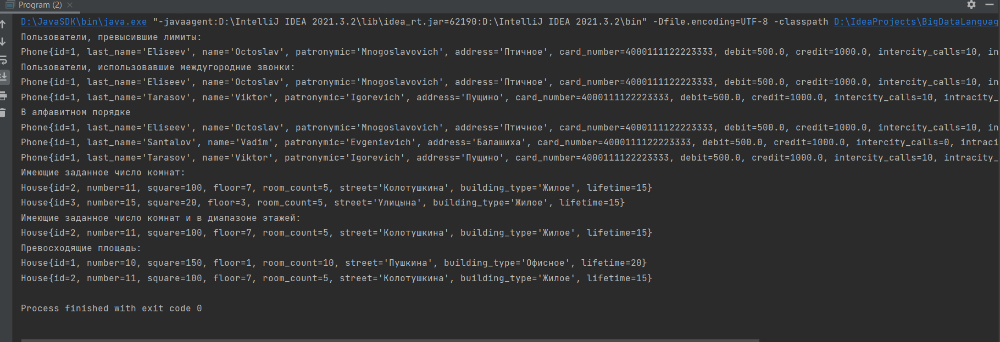 Program (2)
D:\JavaSDK\bin\java.exe "-javaagent:D:\IntelliJ IDEA 2021.3.2\lib\idea_rt.jar=62190:D:\IntelliJ IDEA 2021.3.2\bin" -Dfile.encoding=UTF-8 -classpath D:\IdeaProjects\BigDataLanguag
Пользователи, превысившие лимиты:
Phone{id=1, last_name='Eliseev', name='Octoslav', patronymic='Mnogoslavovich', address='Птичное', card_number=4000111122223333, debit=500.0, credit=1000.0, intercity_calls=10, in
Пользователи, использовавшие междугородние звонки:
Phone{id=1, last_name='Eliseev', name='Octoslav', patronymic='Mnogoslavovich', address='Птичное', card_number=4000111122223333, debit=500.0, credit=1000.0, intercity_calls=10, in
Phone{id=1, last_name='Tarasov', name='Viktor', patronymic='Igorevich', address='Пущино', card_number=4000111122223333, debit=500.0, credit=1000.0, intercity_calls=10, intracity_
В алфавитном порядке
Phone{id=1, last_name='Eliseev', name='Octoslav', patronymic='Mnogoslavovich', address='Птичное', card_number=4000111122223333, debit=500.0, credit=1000.0, intercity_calls=10, in
Phone{id=1, last_name='Santalov', name='Vadim', patronymic='Evgenievich', address='Балашиха', card_number=4000111122223333, debit=500.0, credit=1000.0, intercity_calls=0, intraci
Phone{id=1, last_name='Tarasov', name='Viktor', patronymic='Igorevich', address='Пущино', card_number=4000111122223333, debit=500.0, credit=1000.0, intercity_calls=10, intracity_
Имеющие заданное число комнат:
House{id=2, number=11, square=100, floor=7, room_count=5, street='Колотушкина', building_type='Жилое', lifetime=15}
House{id=3, number=15, square=20, floor=3, room_count=5, street='Улицына', building_type='Жилое', lifetime=15}
Имеющие заданное число комнат и в диапазоне этажей:
House{id=2, number=11, square=100, floor=7, room_count=5, street='Колотушкина', building_type='Жилое', lifetime=15}
Превосходящие площадь:
House{id=1, number=10, square=150, floor=1, room_count=10, street='Пушкина', building_type='Офисное', lifetime=20}
House{id=2, number=11, square=100, floor=7, room_count=5, street='Колотушкина', building_type='Жилое', lifetime=15}
Process finished with exit code 0